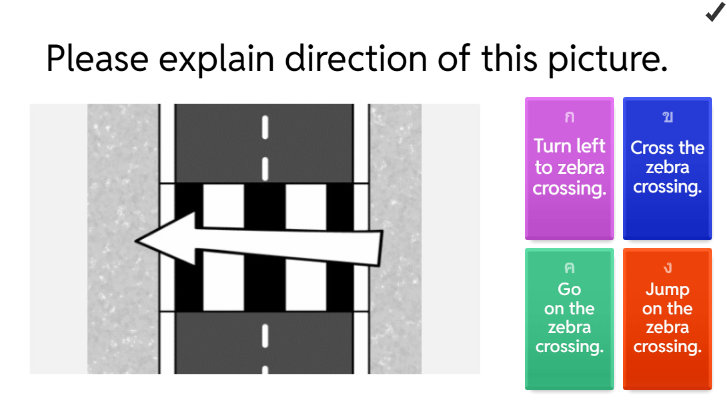 Please explain direction of this picture.
ก
Turn left
to zebra
crossing.
ข
Cross the
zebra
crossing.
ค
Go
on the
zebra
crossing.
ง
Jump
on the
zebra
crossing.